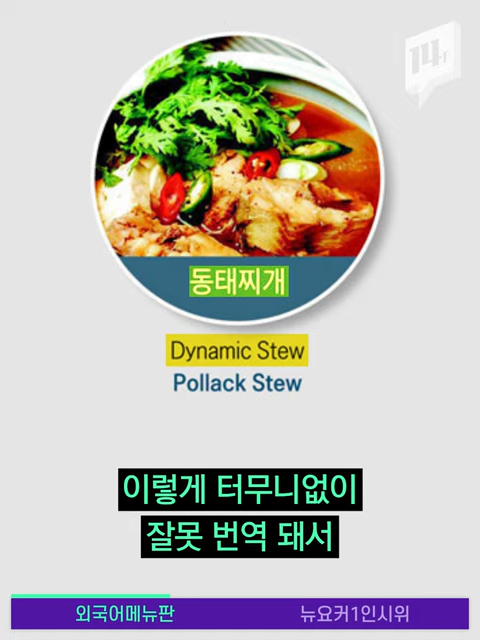 14F
동태찌개
Dynamic Stew
Pollack Stew
이렇게 터무니없이
잘못 번역 돼서
외국어메뉴판
뉴요커1인시위